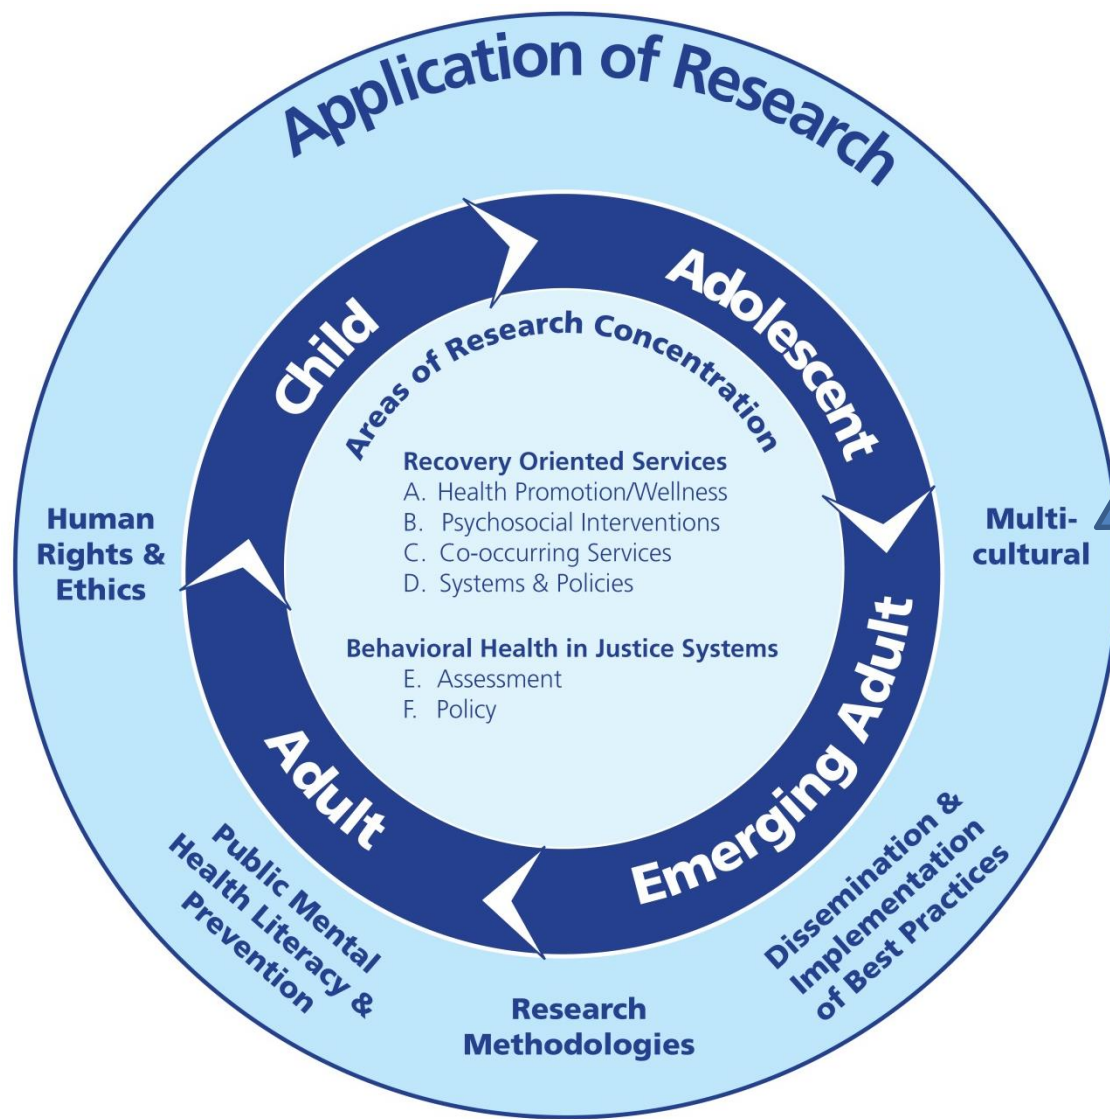 Application of Research
Child
Adolescent
Emerging Adult
Adult
Areas of Research Concentration
Recovery Oriented Services
A. Health Promotion/Wellness
B. Psychosocial Interventions
C. Co-occurring Services
D. Systems & Policies
Behavioral Health in Justice Systems
E. Assessment
F. Policy
Human
Rights &
Ethics
Multi-
cultural
Public Mental
Health Literacy &
Prevention
Research
Methodologies
Dissemination &
Implementation
of Best Practices